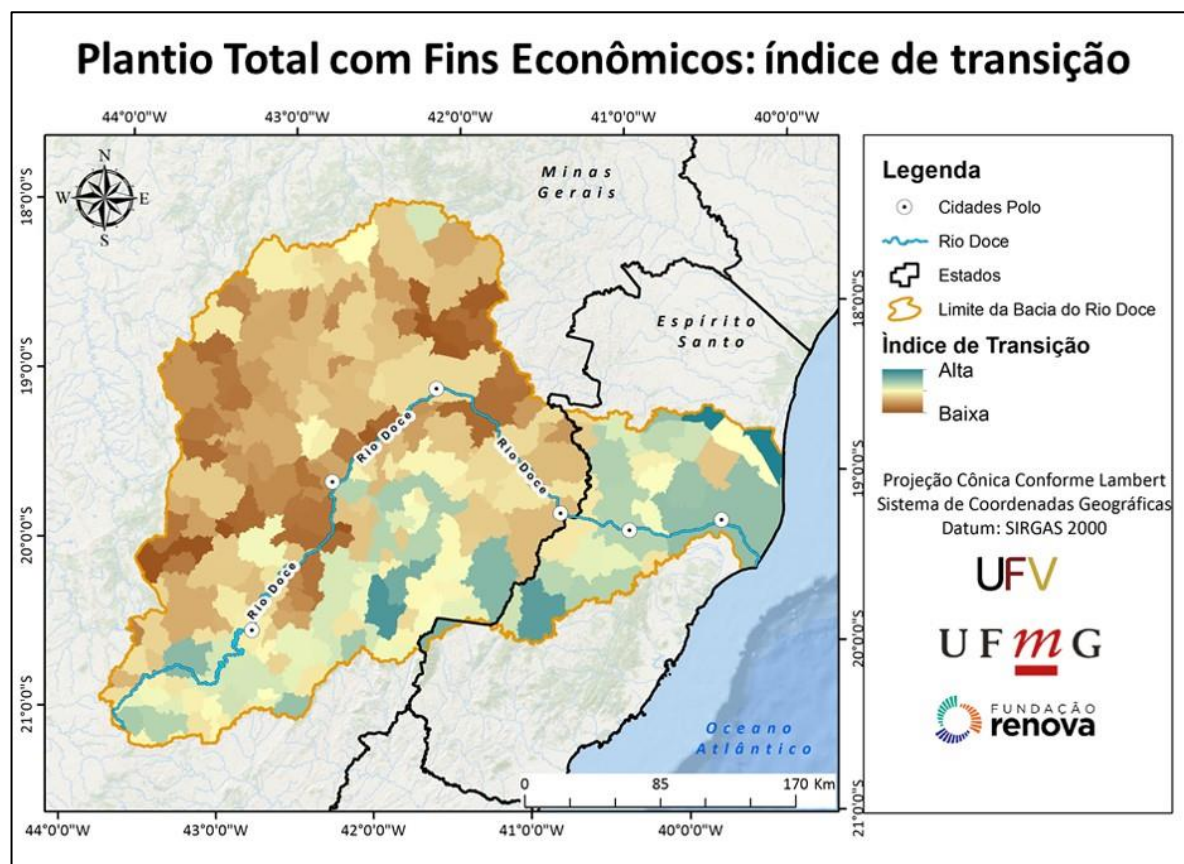 Plantio Total com Fins Econômicos: índice de transição
44°0'0"W
43°0'0"W
42°0'0"W
41°0'0"W
40°0'0"W
18°0'0"S
19°0'0"S
20°0'0"S
21°0'0"S
N
W
E
S
Minas
Gerais
Espírito
Santo
Rio Doce
Rio Doce
Rio Doce
Oceano
Atlântico
0
85
170 Km
18°0'0"S
19°0'0"S
20°0'0"S
21°0'0"S
44°0'0"W
43°0'0"W
42°0'0"W
41°0'0"W
40°0'0"W
Legenda
Cidades Polo
Rio Doce
Estados
Limite da Bacia do Rio Doce
Ìndice de Transição
Alta
Baixa
Projeção Cônica Conforme Lambert
Sistema de Coordenadas Geográficas
Datum: SIRGAS 2000
UFV
UFmG
FUNDAÇÃO
renova